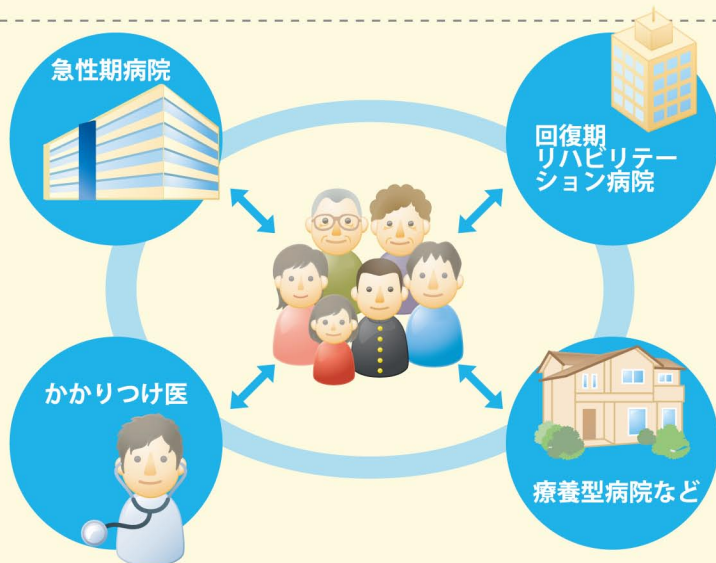 急性期病院
回復期
リハビリテー
ション病院
かかりつけ医
療養型病院など